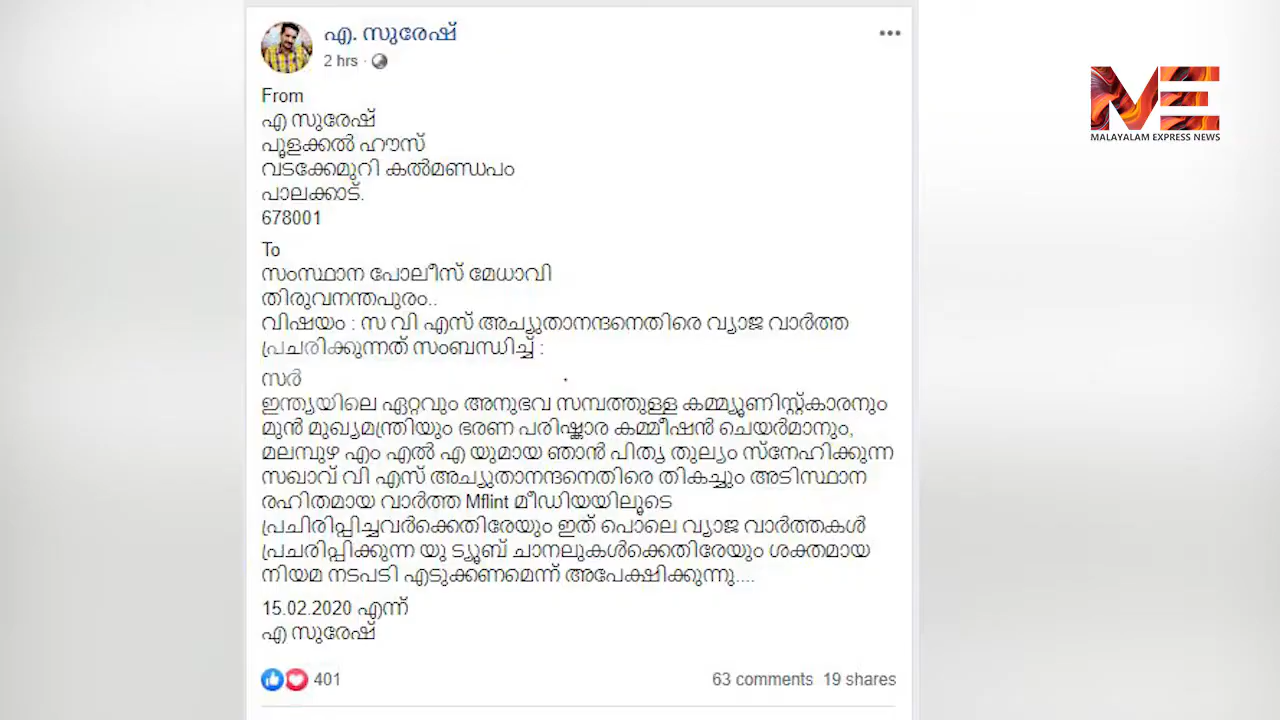 എ. സുരേഷ്
2 hrs ·
From
എ സുരേഷ്
പൂളക്കൽ ഹൗസ്
വടക്കേമുറി കൽമണ്ഡപം
പാലക്കാട്.
678001
To
സംസ്ഥാന പോലീസ് മേധാവി
തിരുവനന്തപുരം..
വിഷയം : സ വി എസ് അച്യുതാനന്ദനെതിരെ വ്യാജ വാർത്ത
പ്രചരിക്കുന്നത് സംബന്ധിച്ച് :
സർ
ഇന്ത്യയിലെ ഏറ്റവും അനുഭവ സമ്പത്തുള്ള കമ്മ്യൂണിസ്റ്റ്കാരനും
മുൻ മുഖ്യമന്ത്രിയും ഭരണ പരിഷ്കാര കമ്മീഷൻ ചെയർമാനും,
മലമ്പുഴ എം എൽ എ യുമായ ഞാൻ പിതൃ തുല്യം സ്നേഹിക്കുന്ന
സഖാവ് വി എസ് അച്യുതാനന്ദനെതിരെ തികച്ചും അടിസ്ഥാന
രഹിതമായ വാർത്ത Mflint മീഡിയയിലൂടെ
പ്രചിരിപ്പിച്ചവർക്കെതിരേയും ഇത് പൊലെ വ്യാജ വാർത്തകൾ
പ്രചരിപ്പിക്കുന്ന യു ട്യൂബ് ചാനലുകൾക്കെതിരേയും ശക്തമായ
നിയമ നടപടി എടുക്കണമെന്ന് അപേക്ഷിക്കുന്നു....
15.02.2020 എന്ന്
എ സുരേഷ്
401
63 comments 19 shares
ME
MALAYALAM EXPRESS NEWS